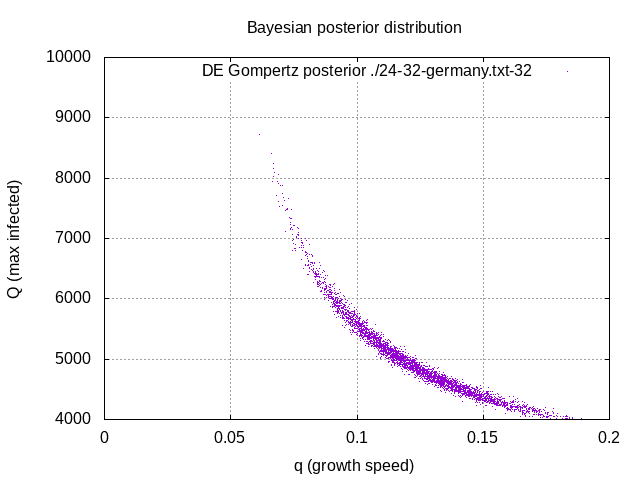 Bayesian posterior distribution
10000
DE Gompertz posterior ./24-32-germany.txt-32
9000
8000
7000
6000
5000
4000
Q (max infected)
0 0.05 0.1 0.15 0.2
q (growth speed)